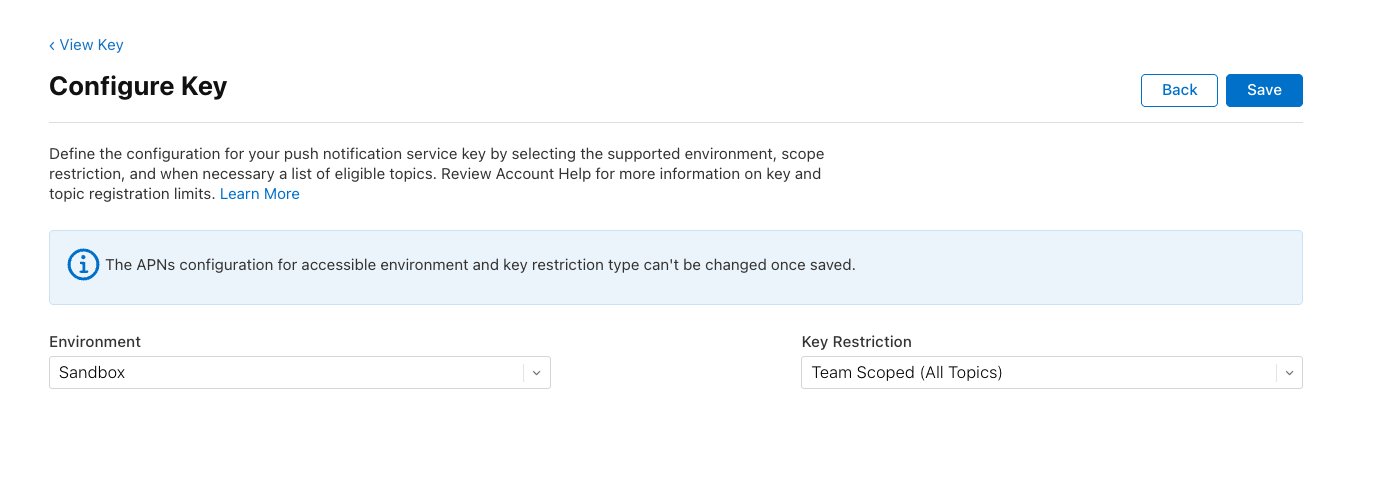 ‹ View Key
Configure Key
Back
Save
Define the configuration for your push notification service key by selecting the supported environment, scope
restriction, and when necessary a list of eligible topics. Review Account Help for more information on key and
topic registration limits. Learn More
The APNs configuration for accessible environment and key restriction type can't be changed once saved.
Environment
Key Restriction
Sandbox
Team Scoped (All Topics)